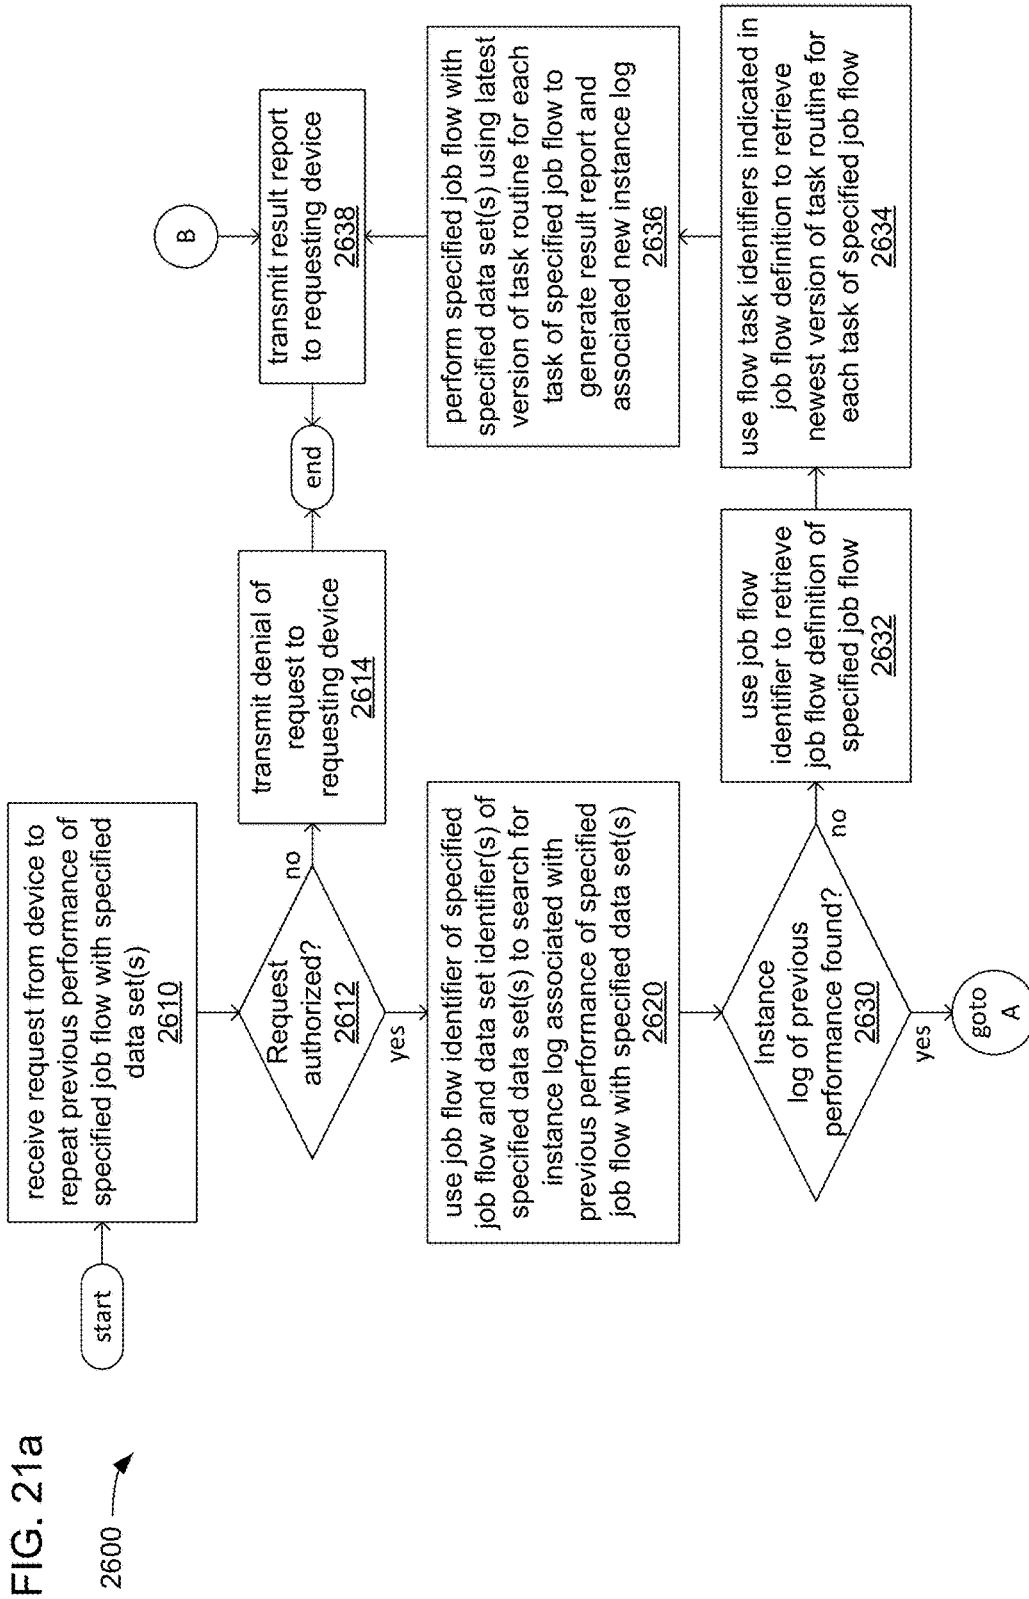 FIG. 21a
2600
start
receive request from device to
repeat previous performance of
specified job flow with specified
data set(s)
2610
Request
authorized?
2612
no
yes
transmit denial of
request to
requesting device
2614
end
use job flow identifier of specified
job flow and data set identifier(s) of
specified data set(s) to search for
instance log associated with
previous performance of specified
job flow with specified data set(s)
2620
Instance
log of previous
performance found?
2630
no
yes
goto
A
use job flow
identifier to retrieve
job flow definition of
specified job flow
2632
use flow task identifiers indicated in
job flow definition to retrieve
newest version of task routine for
each task of specified job flow
2634
perform specified job flow with
specified data set(s) using latest
version of task routine for each
task of specified job flow to
generate result report and
associated new instance log
2636
B
transmit result report
to requesting device
2638